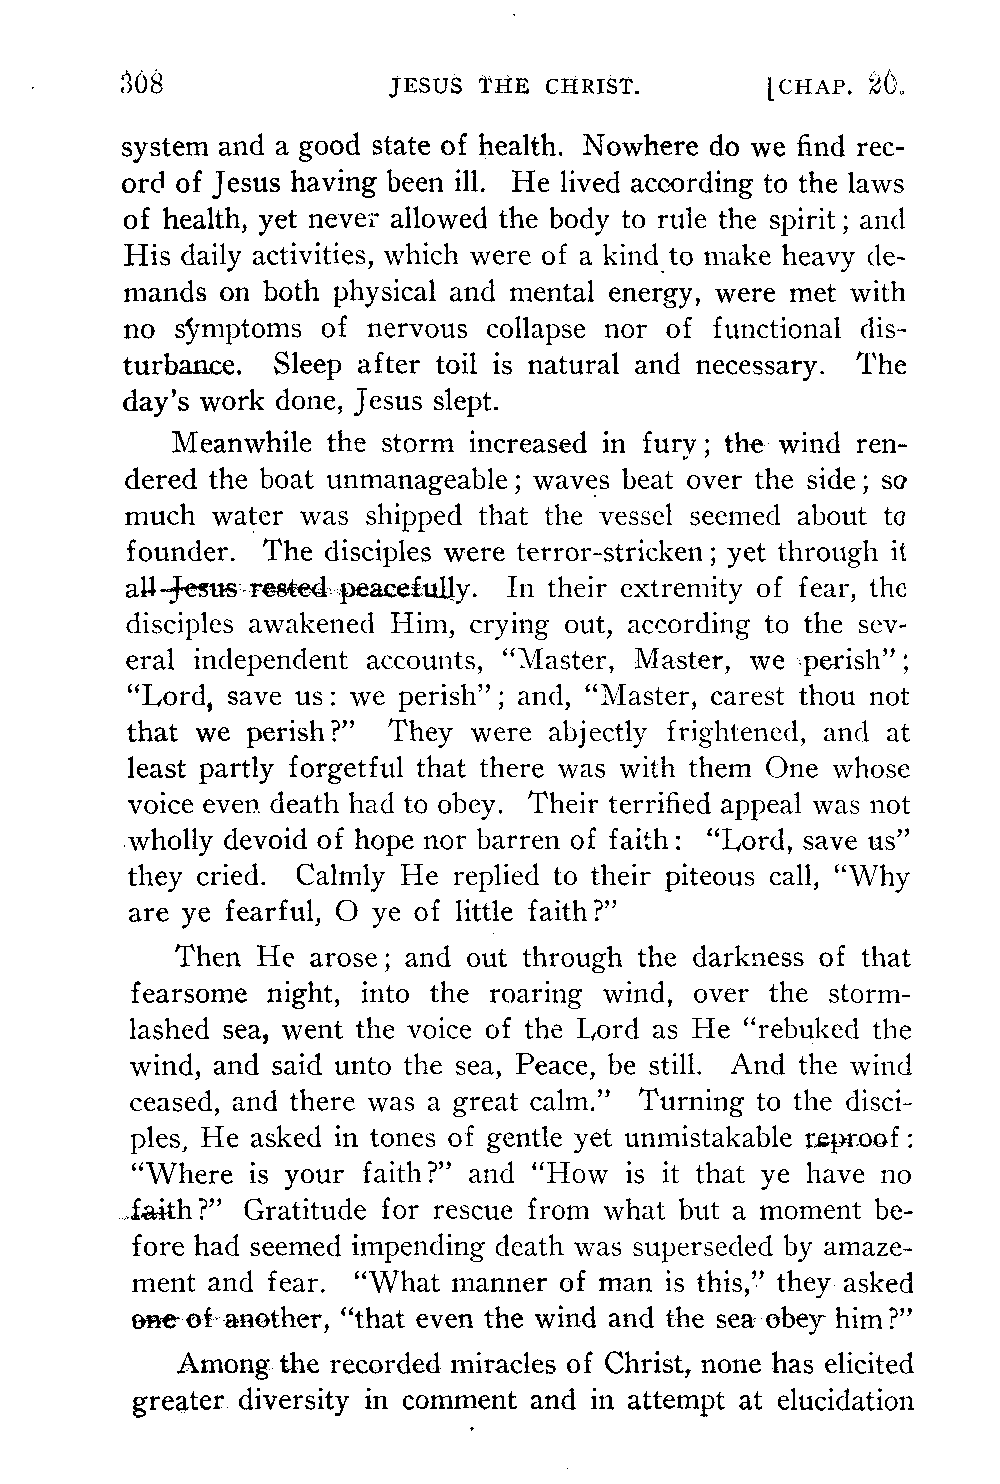 308 JESUS THE CHRIST. [CHAP. 20.
system and a good state of health. Nowhere do we find rec-
ord of Jesus having been ill. He lived according to the laws
of health, yet never allowed the body to rule the spirit; and
His daily activities, which were of a kind to make heavy de-
mands on both physical and mental energy, were met with
no symptoms of nervous collapse nor of functional dis-
turbance. Sleep after toil is natural and necessary. The
day's work done, Jesus slept.
Meanwhile the storm increased in fury; the wind ren-
dered the boat unmanageable; waves beat over the side; so
much water was shipped that the vessel seemed about to
founder. The disciples were terror-stricken; yet through it
all Jesus rested peacefully. In their extremity of fear, the
disciples awakened Him, crying out, according to the sev-
eral independent accounts, "Master, Master, we perish";
"Lord, save us: we perish"; and, "Master, carest thou not
that we perish?" They were abjectly frightened, and at
least partly forgetful that there was with them One whose
voice even death had to obey. Their terrified appeal was not
wholly devoid of hope nor barren of faith: "Lord, save us"
they cried. Calmly He replied to their piteous call, "Why
are ye fearful, O ye of little faith?"
Then He arose; and out through the darkness of that
fearsome night, into the roaring wind, over the storm-
lashed sea, went the voice of the Lord as He "rebuked the
wind, and said unto the sea, Peace, be still. And the wind
ceased, and there was a great calm." Turning to the disci-
ples, He asked in tones of gentle yet unmistakable reproof:
"Where is your faith?" and "How is it that ye have no
faith?" Gratitude for rescue from what but a moment be-
fore had seemed impending death was superseded by amaze-
ment and fear. "What manner of man is this," they asked
one of another, "that even the wind and the sea obey him?"
Among the recorded miracles of Christ, none has elicited
greater diversity in comment and in attempt at elucidation